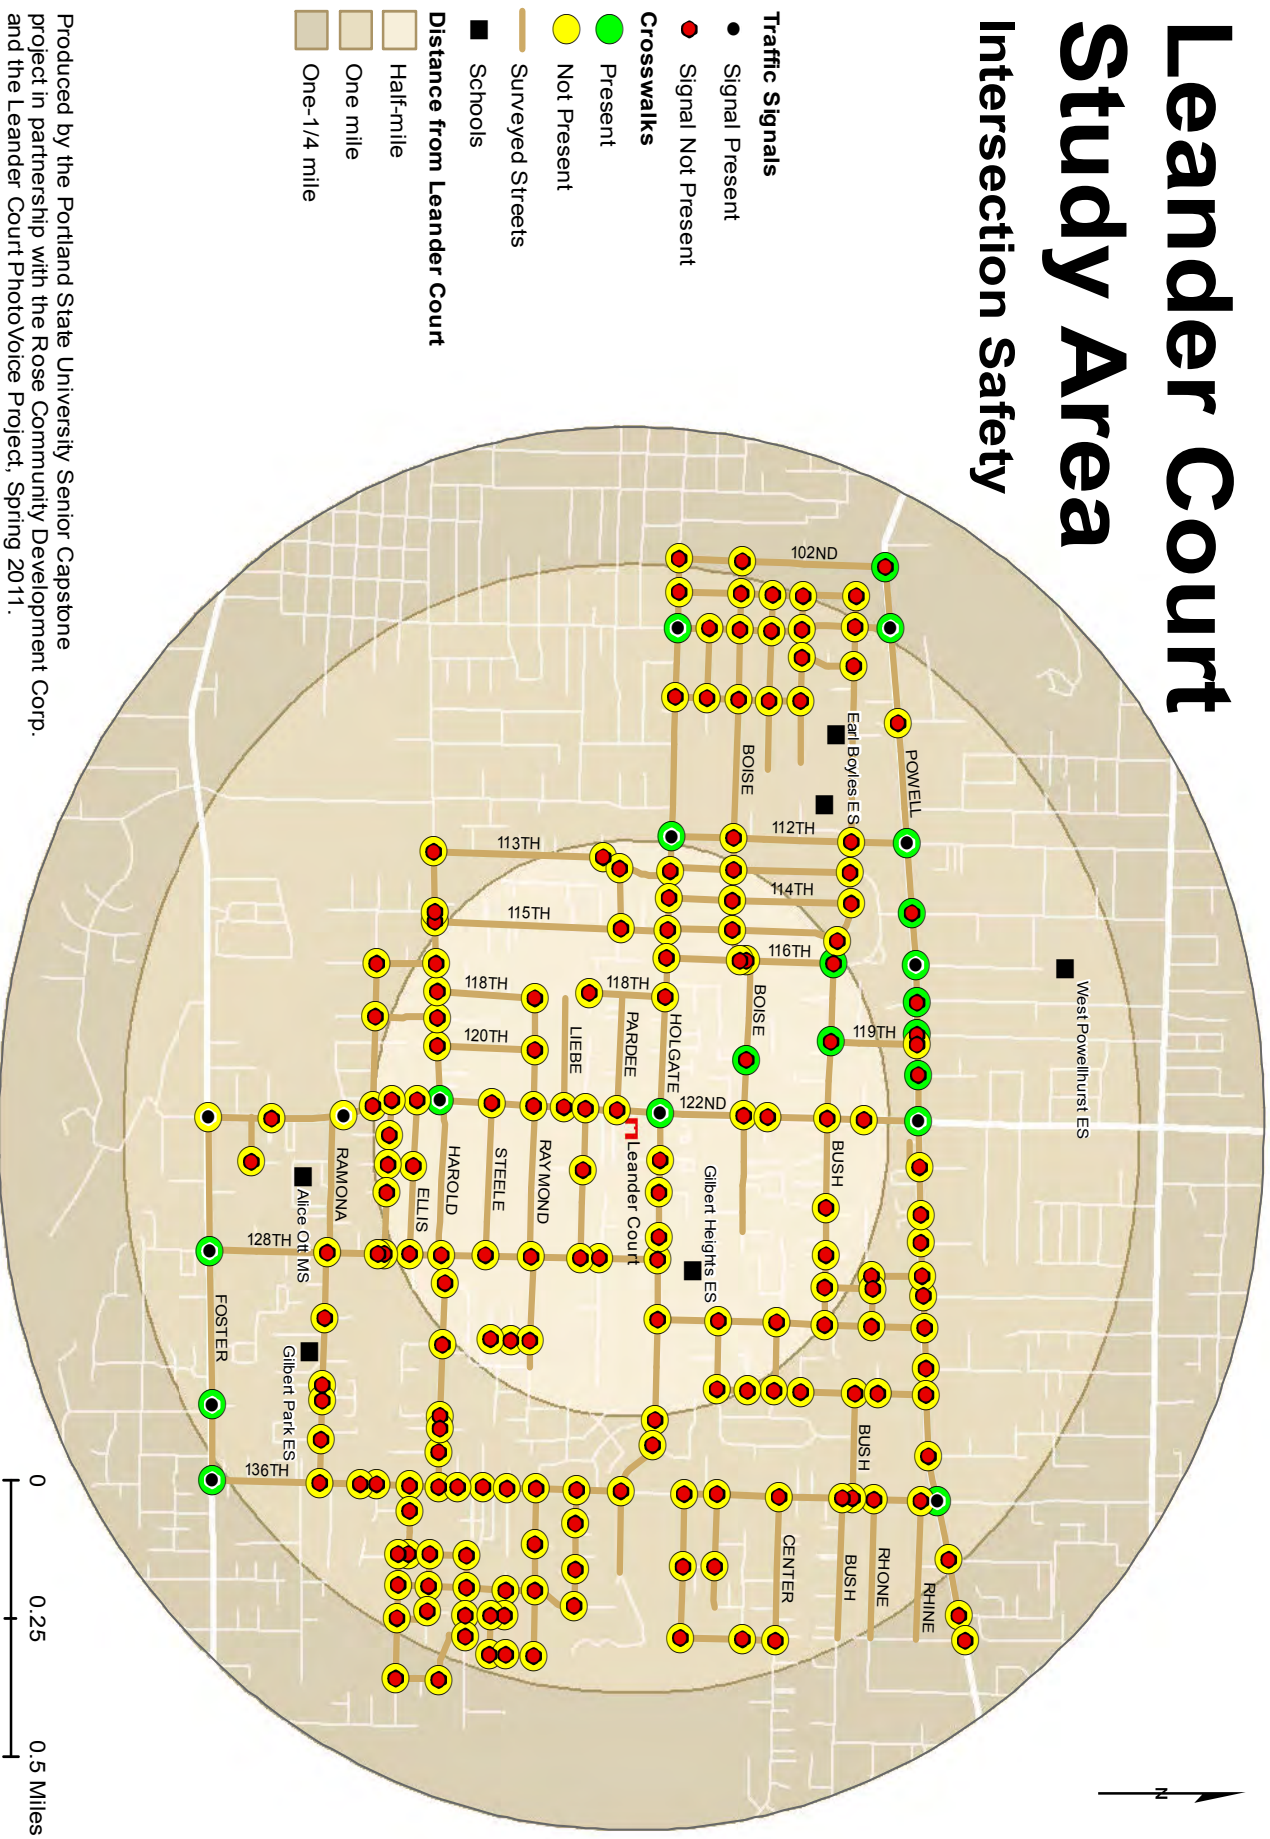 Leander Court
Study Area
Intersection Safety
Traffic Signals
Signal Present
Signal Not Present
Crosswalks
Present
Not Present
Surveyed Streets
Schools
Distance from Leander Court
Half-mile
One mile
One-1/4 mile
Produced by the Portland State University Senior Capstone
project in partnership with the Rose Community Development Corp.
and the Leander Court PhotoVoice Project, Spring 2011.
West Powellhurst ES
POWELL
102ND
Earl Boyles ES
BOISE
112TH
114TH
116TH
119TH
BOISE
113TH
115TH
118TH
118TH
120TH
LIEBE
PARDEE
HOLGATE
122ND
BUSH
Gilbert Heights ES
Leander Court
RAYMOND
STEELE
HAROLD
ELLIS
RAMONA
Alice Ott MS
128TH
FOSTER
Gilbert Park ES
136TH
BUSH
CENTER
BUSH
RHONE
RHINE
0
0.25
0.5 Miles
N